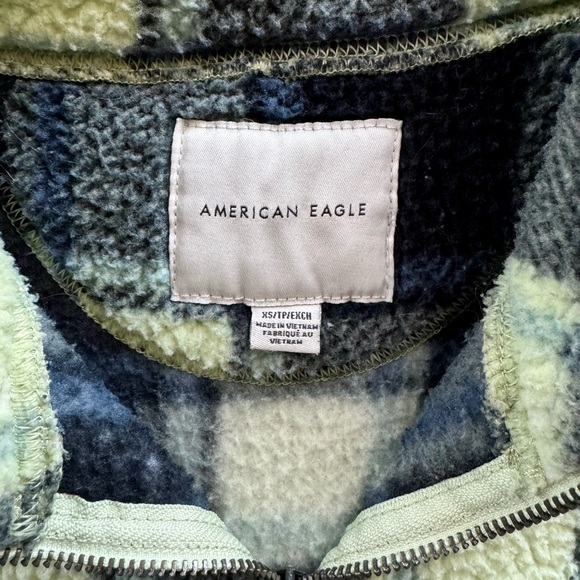 AMERICAN EAGLE
XS/TP/EXCH
MADE IN VIETNAM
FABRIQUÉ AU
VIETNAM